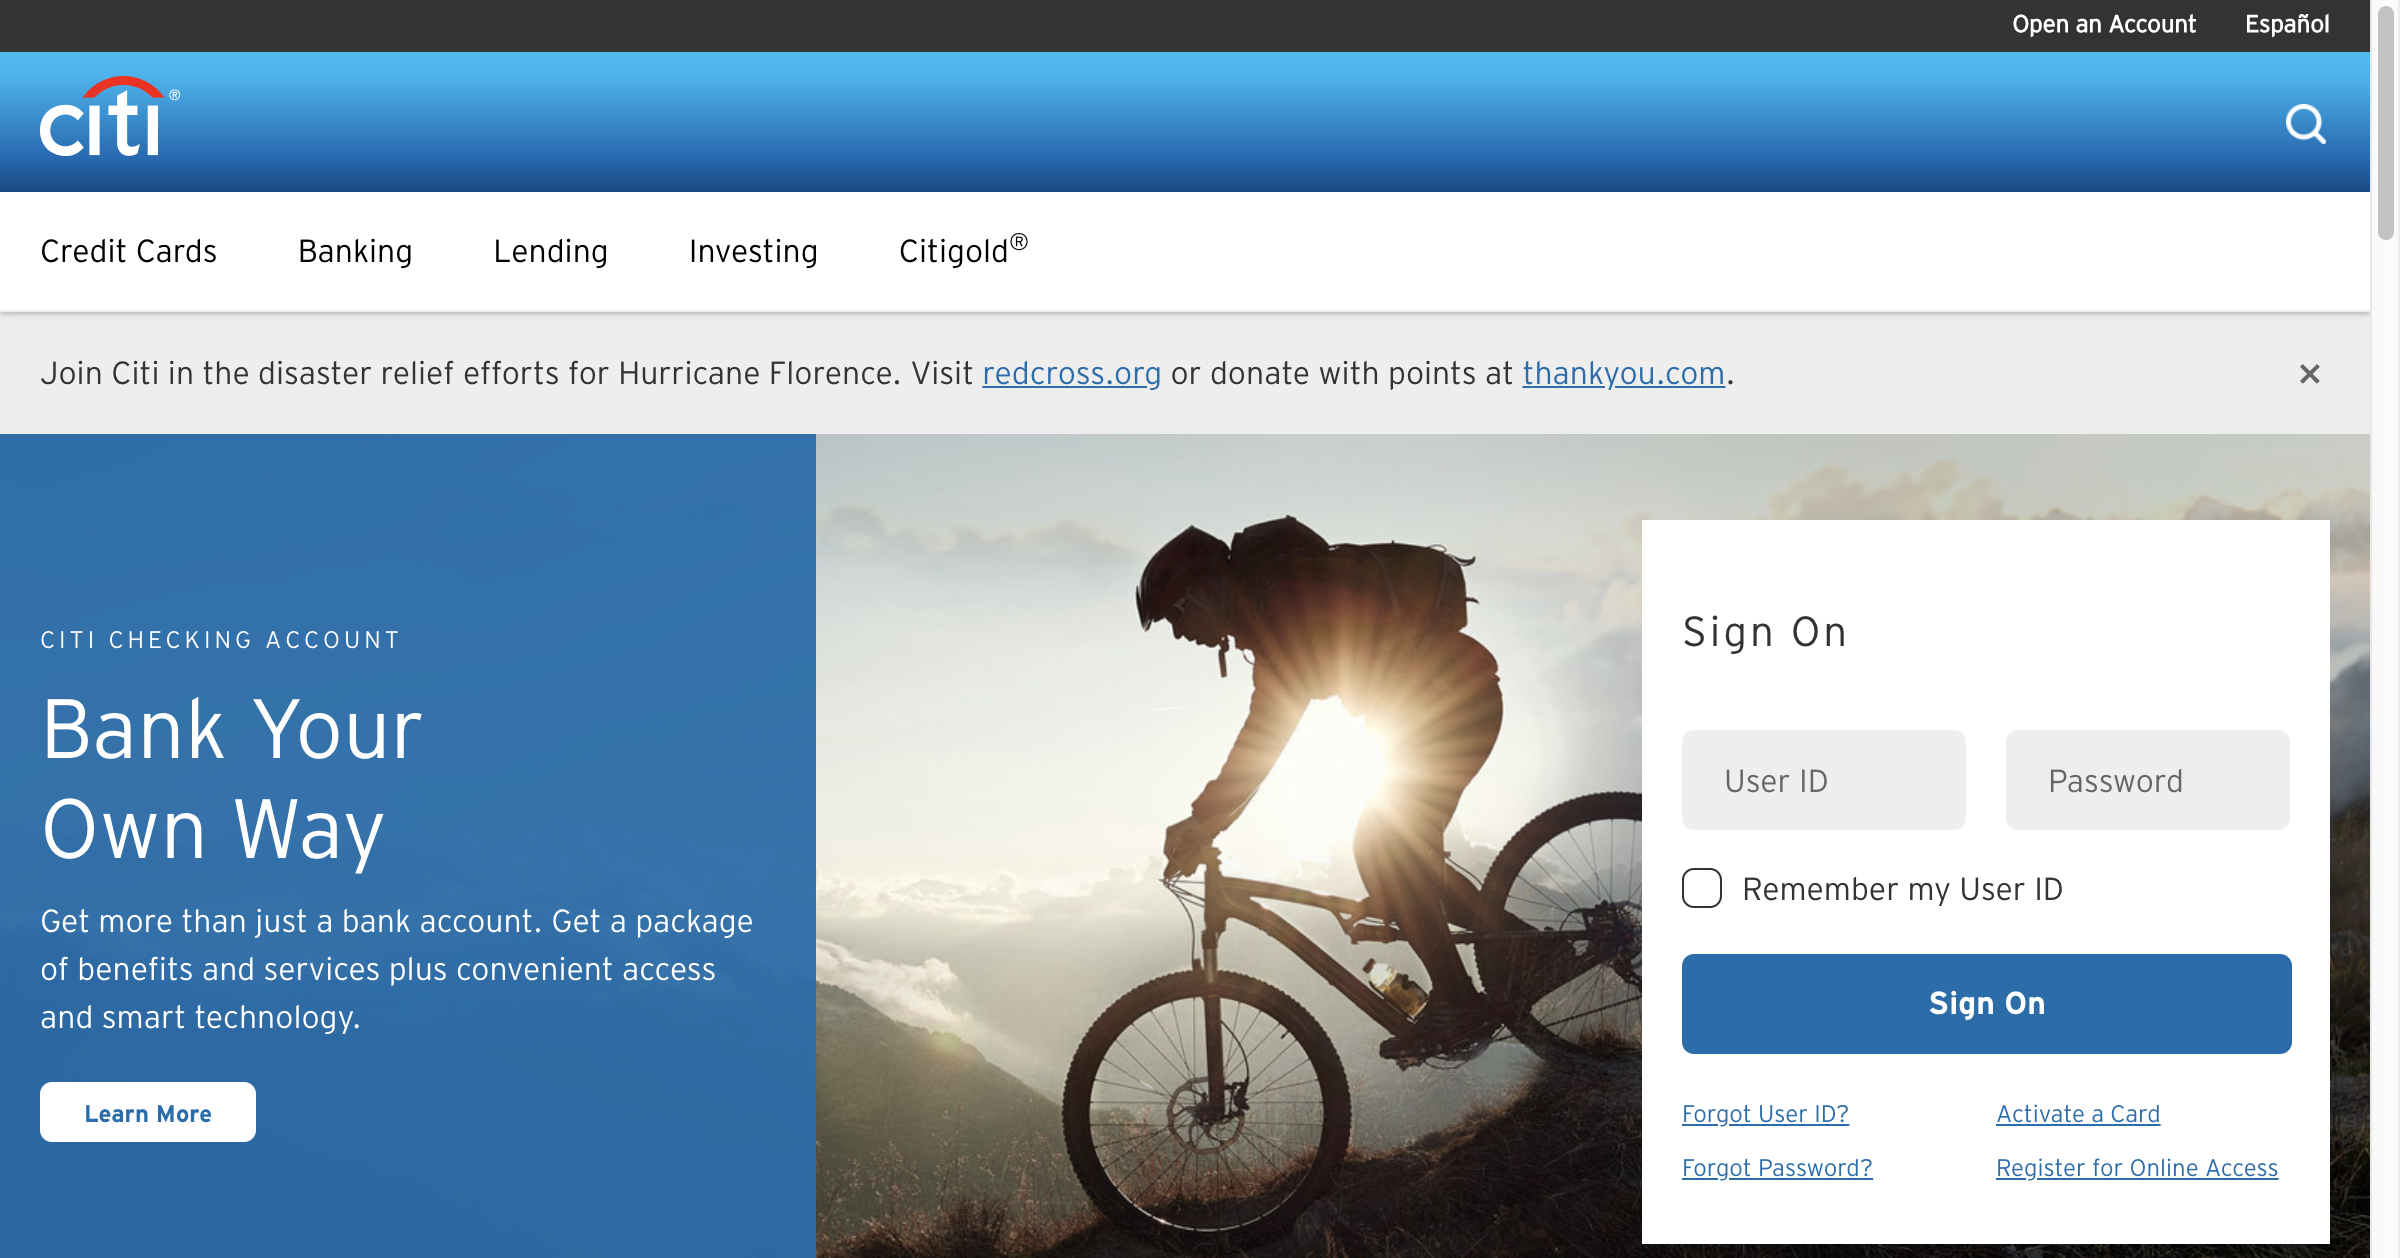 Open an Account
Español
citi®
Credit Cards
Banking
Lending
Investing
Citigold®
Join Citi in the disaster relief efforts for Hurricane Florence. Visit redcross.org or donate with points at thankyou.com.
CITI CHECKING ACCOUNT
Bank Your
Own Way
Get more than just a bank account. Get a package
of benefits and services plus convenient access
and smart technology.
Learn More
Sign On
User ID
Password
Remember my User ID
Sign On
Forgot User ID?
Activate a Card
Forgot Password?
Register for Online Access